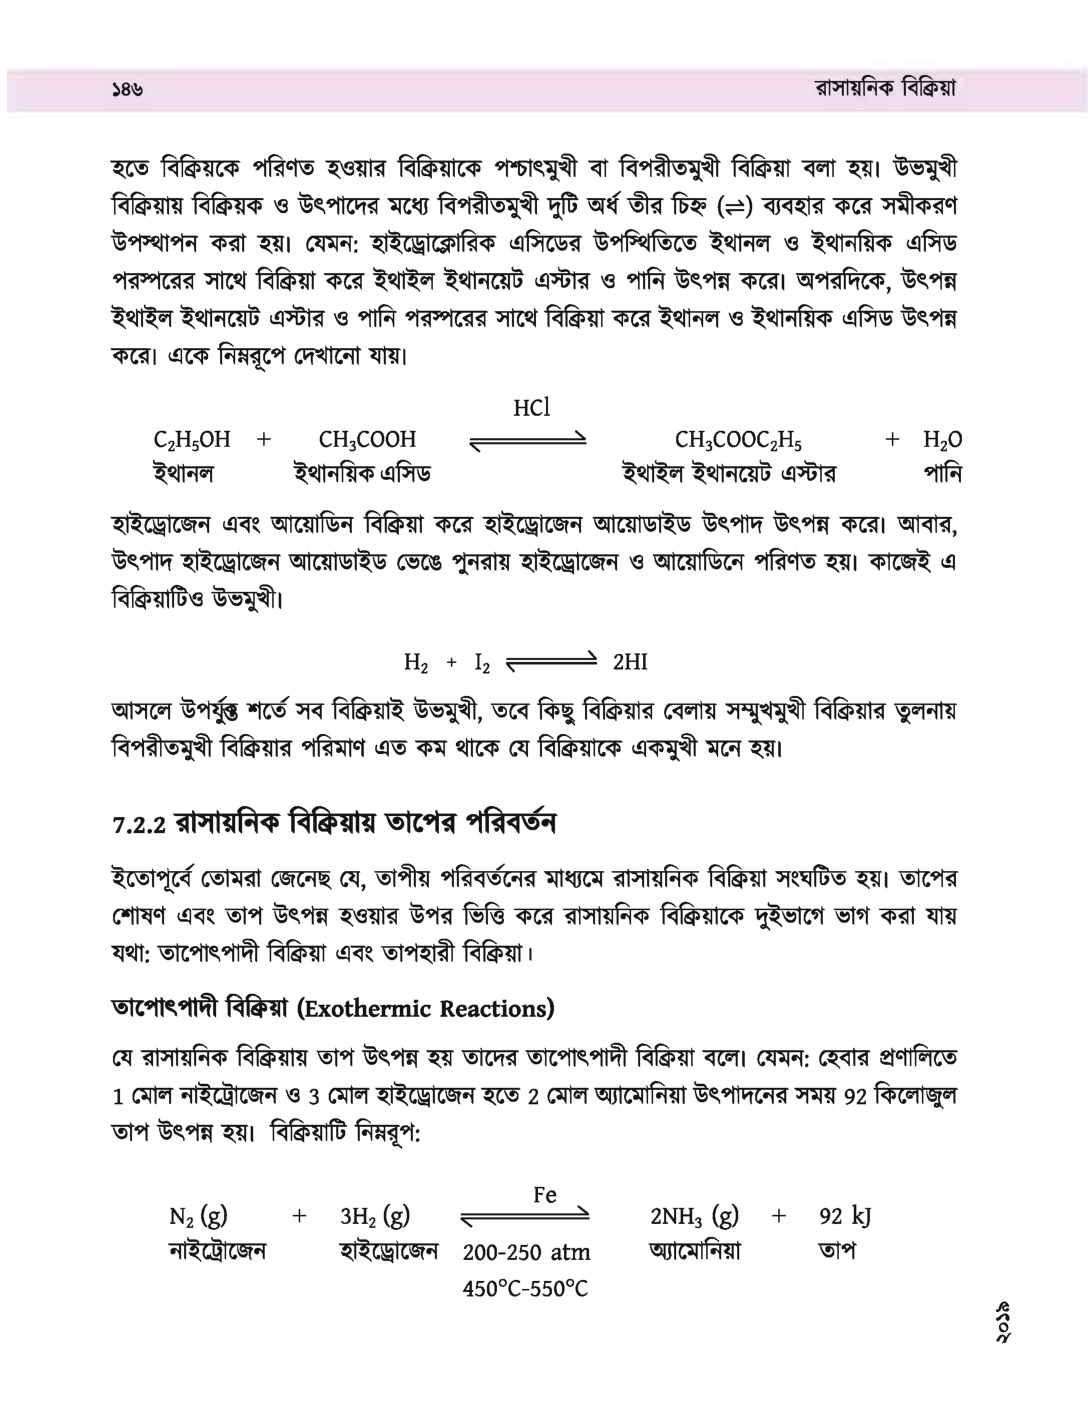 ১৪৬ রাসায়নিক বিক্রিয়া
হতে বিক্রিয়কে পরিণত হওয়ার বিক্রিয়াকে পশ্চাৎমুখী বা বিপরীতমুখী বিক্রিয়া বলা হয়। উভমুখী
বিক্রিয়ায় বিক্রিয়ক ও উৎপাদের মধ্যে বিপরীতমুখী দুটি অর্ধ তীর চিহ্ন (⇌) ব্যবহার করে সমীকরণ
উপস্থাপন করা হয়। যেমন: হাইড্রোক্লোরিক এসিডের উপস্থিতিতে ইথানল ও ইথানয়িক এসিড
পরস্পরের সাথে বিক্রিয়া করে ইথাইল ইথানয়েট এস্টার ও পানি উৎপন্ন করে। অপরদিকে, উৎপন্ন
ইথাইল ইথানয়েট এস্টার ও পানি পরস্পরের সাথে বিক্রিয়া করে ইথানল ও ইথানয়িক এসিড উৎপন্ন
করে। একে নিম্নরূপে দেখানো যায়।
HCl
C₂H₅OH + CH₃COOH ⇌ CH₃COOC₂H₅ + H₂O
ইথানল ইথানয়িক এসিড ইথাইল ইথানয়েট এস্টার পানি
হাইড্রোজেন এবং আয়োডিন বিক্রিয়া করে হাইড্রোজেন আয়োডাইড উৎপাদ উৎপন্ন করে। আবার,
উৎপাদ হাইড্রোজেন আয়োডাইড ভেঙে পুনরায় হাইড্রোজেন ও আয়োডিনে পরিণত হয়। কাজেই এ
বিক্রিয়াটিও উভমুখী।
H₂ + I₂ ⇌ 2HI
আসলে উপর্যুক্ত শর্তে সব বিক্রিয়াই উভমুখী, তবে কিছু বিক্রিয়ার বেলায় সম্মুখমুখী বিক্রিয়ার তুলনায়
বিপরীতমুখী বিক্রিয়ার পরিমাণ এত কম থাকে যে বিক্রিয়াকে একমুখী মনে হয়।
7.2.2 রাসায়নিক বিক্রিয়ায় তাপের পরিবর্তন
ইতোপূর্বে তোমরা জেনেছ যে, তাপীয় পরিবর্তনের মাধ্যমে রাসায়নিক বিক্রিয়া সংঘটিত হয়। তাপের
শোষণ এবং তাপ উৎপন্ন হওয়ার উপর ভিত্তি করে রাসায়নিক বিক্রিয়াকে দুইভাগে ভাগ করা যায়
যথা: তাপোৎপাদী বিক্রিয়া এবং তাপহারী বিক্রিয়া।
তাপোৎপাদী বিক্রিয়া (Exothermic Reactions)
যে রাসায়নিক বিক্রিয়ায় তাপ উৎপন্ন হয় তাদের তাপোৎপাদী বিক্রিয়া বলে। যেমন: হেবার প্রণালিতে
1 মোল নাইট্রোজেন ও 3 মোল হাইড্রোজেন হতে 2 মোল অ্যামোনিয়া উৎপাদনের সময় 92 কিলোজুল
তাপ উৎপন্ন হয়। বিক্রিয়াটি নিম্নরূপ:
Fe
N₂ (g) + 3H₂ (g) ⇌ 2NH₃ (g) + 92 kJ
নাইট্রোজেন হাইড্রোজেন 200-250 atm অ্যামোনিয়া তাপ
450°C-550°C
২০১৯